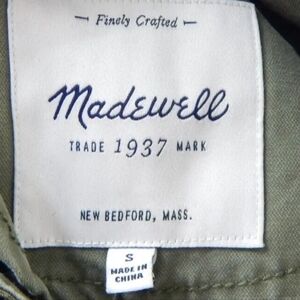 Finely Crafted
Madewell
TRADE 1937 MARK
NEW BEDFORD, MASS.
S
MADE IN
CHINA